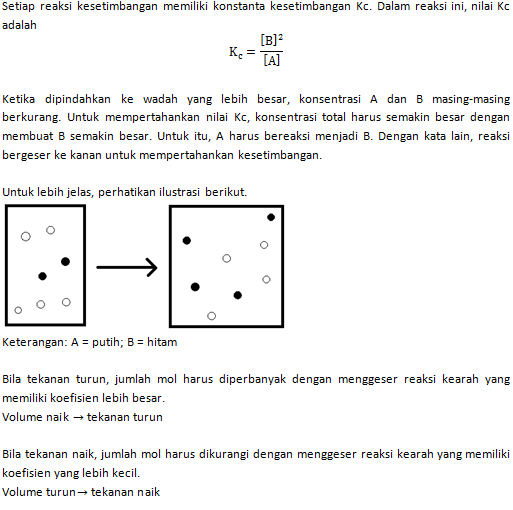 Setiap reaksi kesetimbangan memiliki konstanta kesetimbangan Kc. Dalam reaksi ini, nilai Kc
adalah
K_c = [B]²/[A]
Ketika dipindahkan ke wadah yang lebih besar, konsentrasi A dan B masing-masing
berkurang. Untuk mempertahankan nilai Kc, konsentrasi total harus semakin besar dengan
membuat B semakin besar. Untuk itu, A harus bereaksi menjadi B. Dengan kata lain, reaksi
bergeser ke kanan untuk mempertahankan kesetimbangan.
Untuk lebih jelas, perhatikan ilustrasi berikut.
Keterangan: A = putih; B = hitam
Bila tekanan turun, jumlah mol harus diperbanyak dengan menggeser reaksi kearah yang
memiliki koefisien lebih besar.
Volume naik → tekanan turun
Bila tekanan naik, jumlah mol harus dikurangi dengan menggeser reaksi kearah yang memiliki
koefisien yang lebih kecil.
Volume turun→ tekanan naik